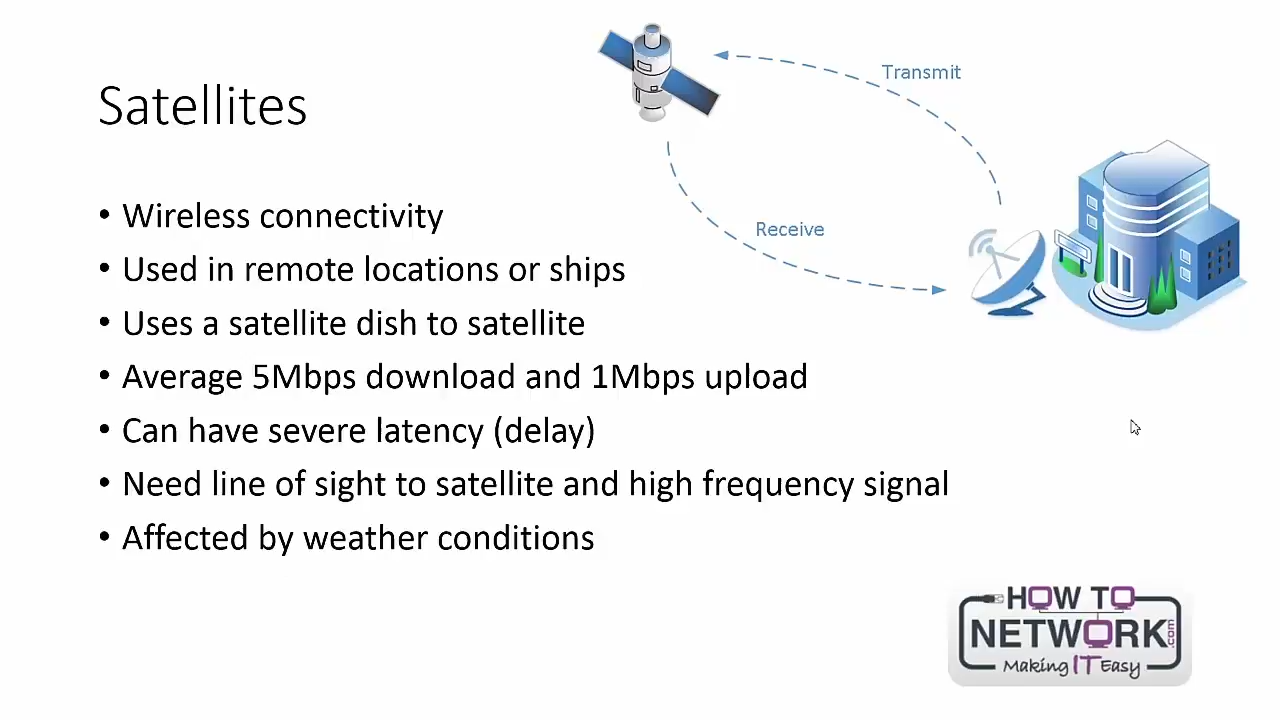 Satellites
Transmit
Receive
• Wireless connectivity
• Used in remote locations or ships
• Uses a satellite dish to satellite
• Average 5Mbps download and 1Mbps upload
• Can have severe latency (delay)
• Need line of sight to satellite and high frequency signal
• Affected by weather conditions
HOW TO
NETWORK.com
Making IT Easy